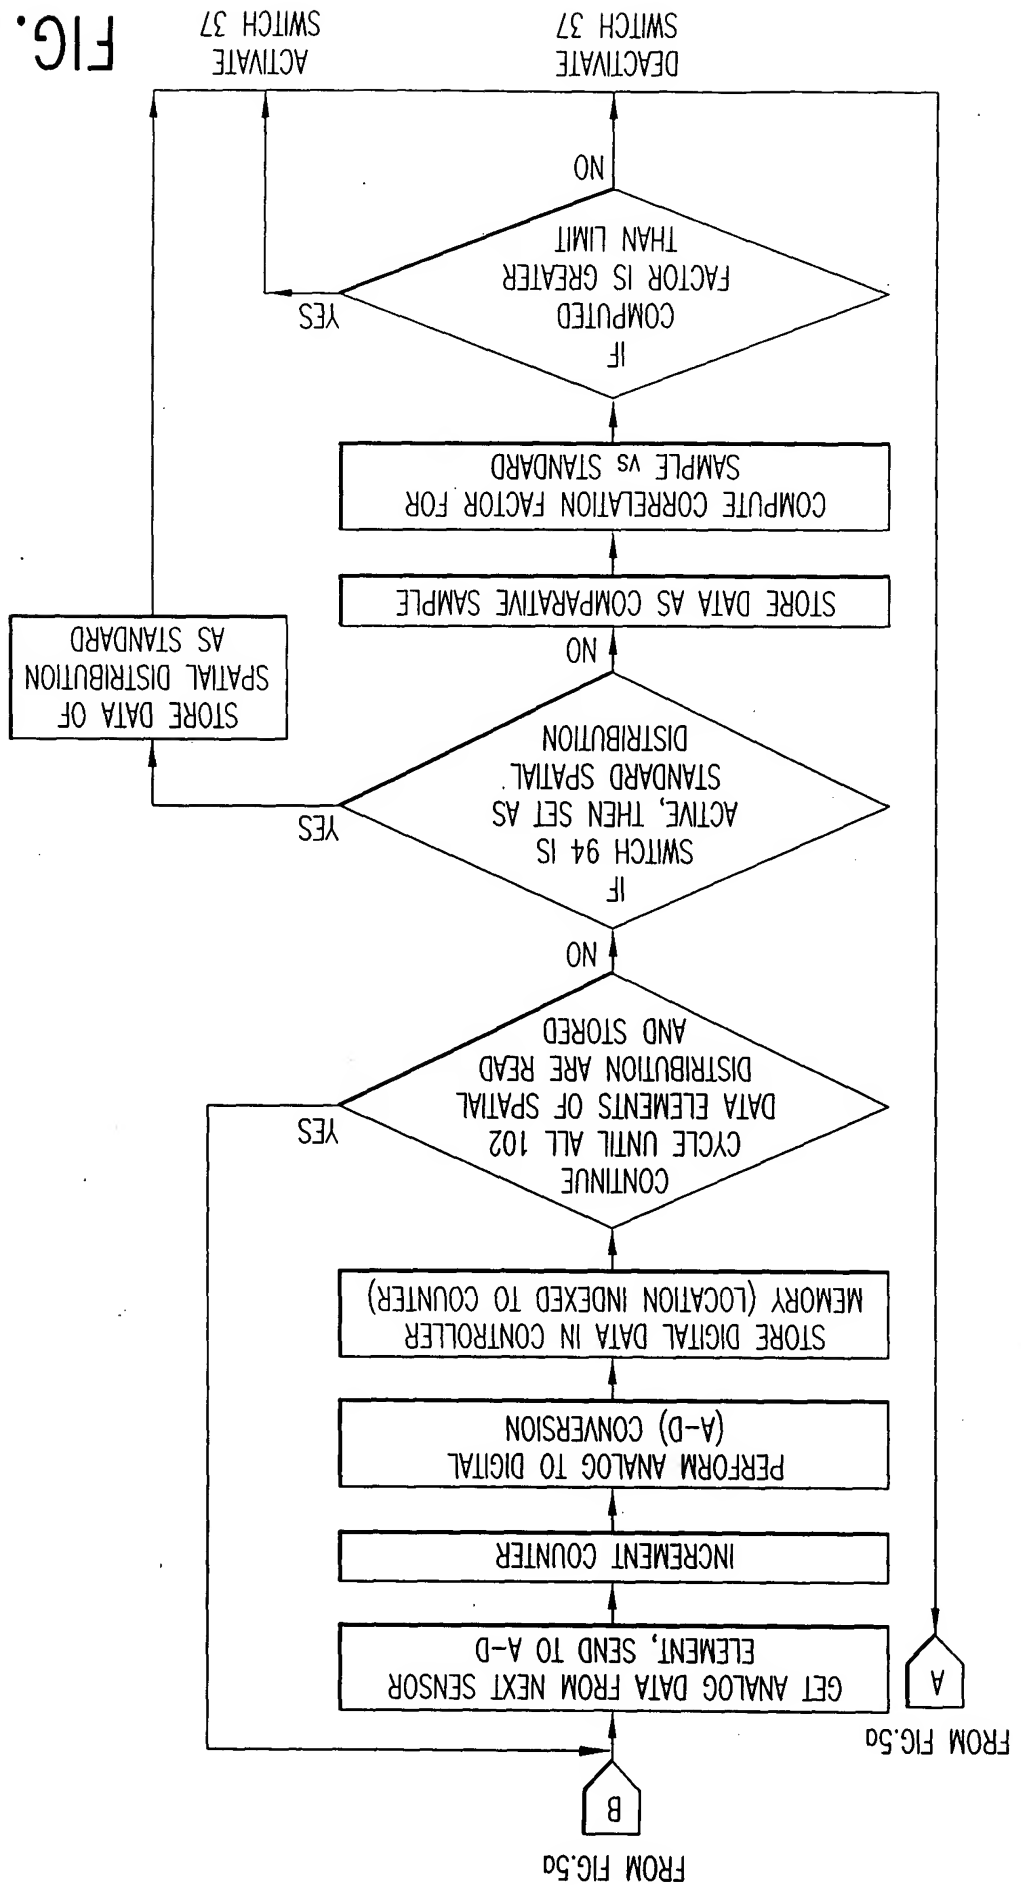 FROM FIG.5a
B
FROM FIG.5a
A
GET ANALOG DATA FROM NEXT SENSOR
ELEMENT, SEND TO A-D
INCREMENT COUNTER
PERFORM ANALOG TO DIGITAL
(A-D) CONVERSION
STORE DIGITAL DATA IN CONTROLLER
MEMORY (LOCATION INDEXED TO COUNTER)
CONTINUE
CYCLE UNTIL ALL 102
DATA ELEMENTS OF SPATIAL
DISTRIBUTION ARE READ
AND STORED
YES
NO
IF
SWITCH 94 IS
ACTIVE, THEN SET AS
STANDARD SPATIAL
DISTRIBUTION
YES
NO
STORE DATA OF
SPATIAL DISTRIBUTION
AS STANDARD
STORE DATA AS COMPARATIVE SAMPLE
COMPUTE CORRELATION FACTOR FOR
SAMPLE vs STANDARD
IF
COMPUTED
FACTOR IS GREATER
THAN LIMIT
YES
NO
DEACTIVATE
SWITCH 37
ACTIVATE
SWITCH 37
FIG.